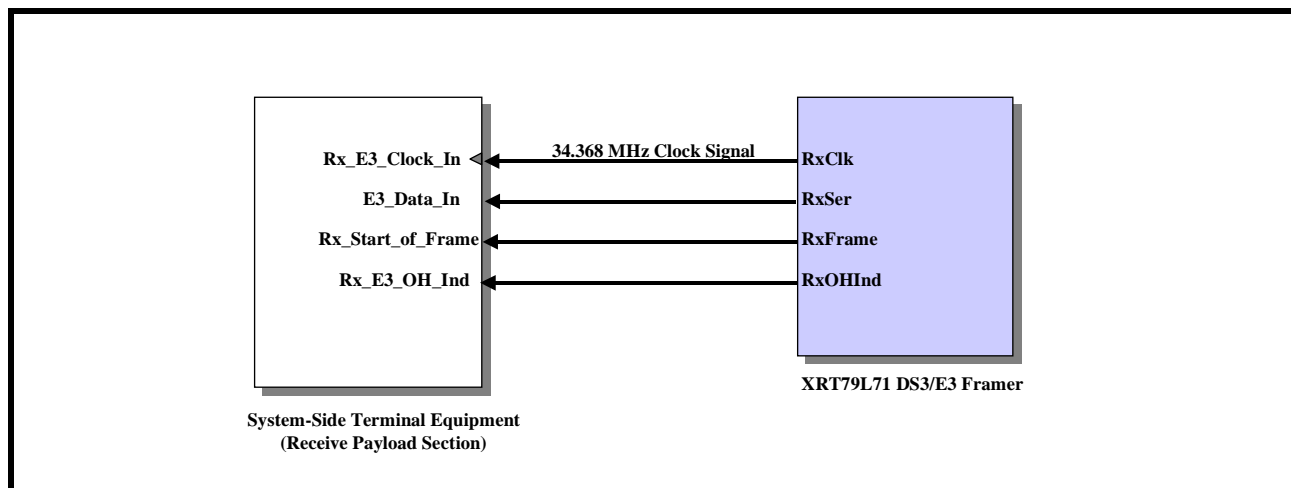 Rx_E3_Clock_In
34.368 MHz Clock Signal
RxClk
E3_Data_In
RxSer
Rx_Start_of_Frame
RxFrame
Rx_E3_OH_Ind
RxOHInd
XRT79L71 DS3/E3 Framer
System-Side Terminal Equipment
(Receive Payload Section)